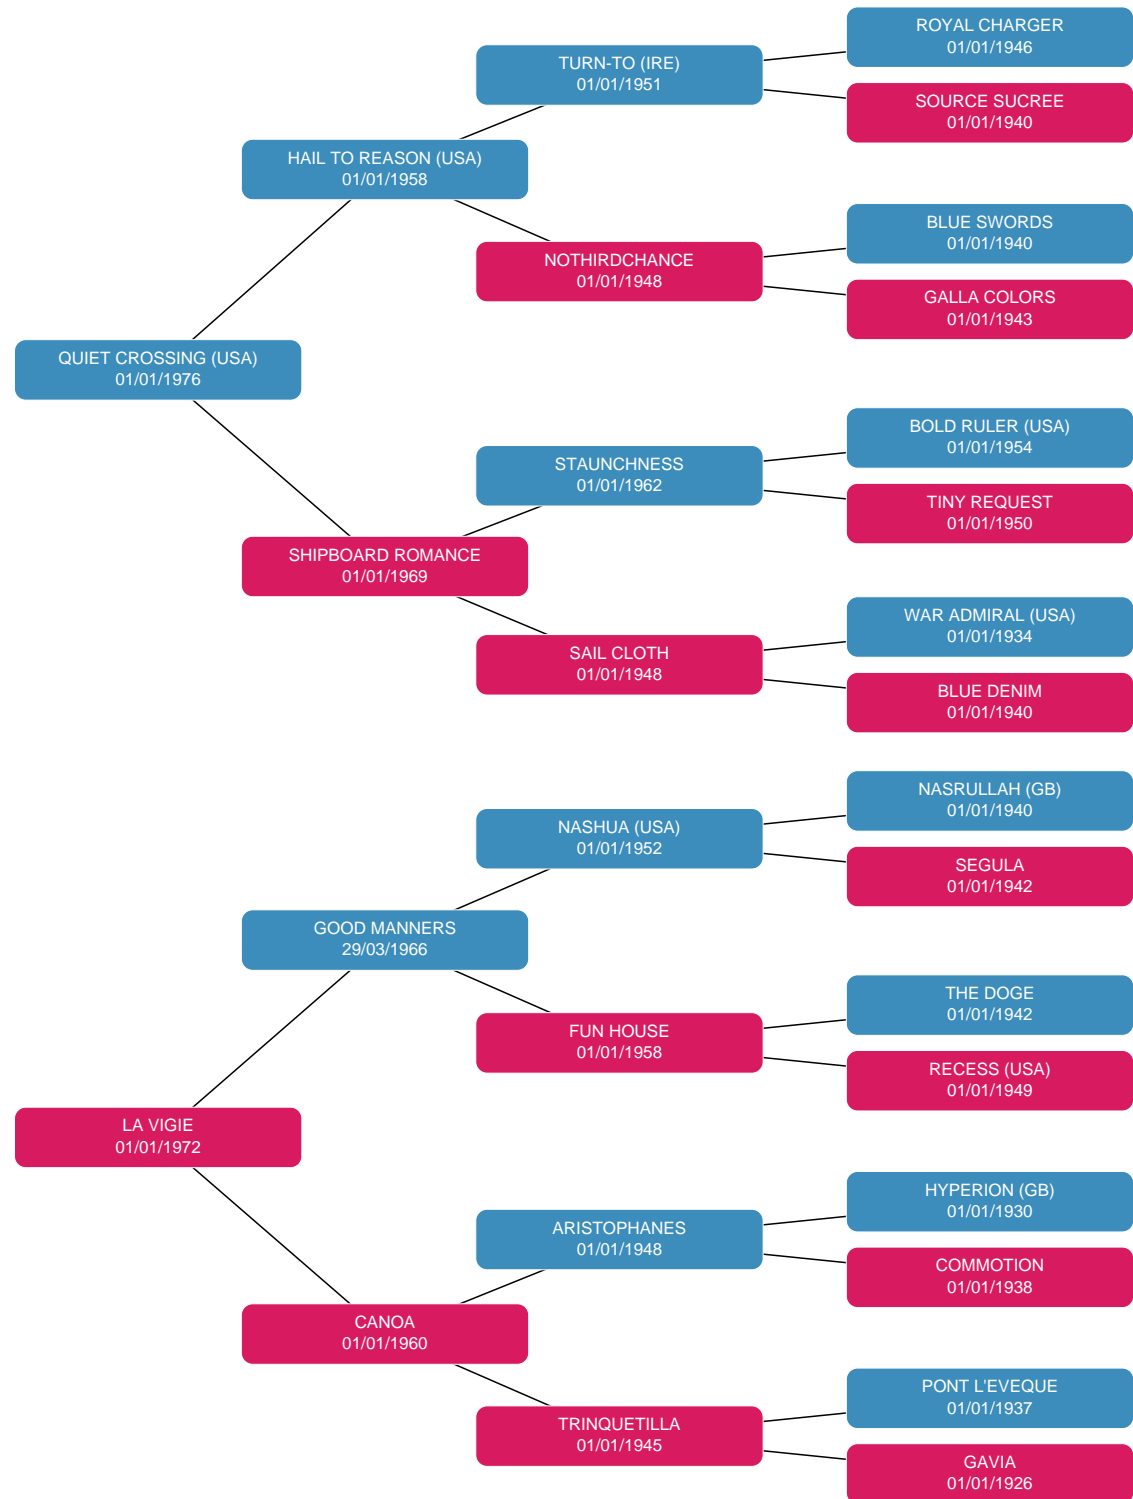 ROYAL CHARGER
01/01/1946
TURN-TO (IRE)
01/01/1951
SOURCE SUCREE
01/01/1940
HAIL TO REASON (USA)
01/01/1958
BLUE SWORDS
01/01/1940
NOTHIRDCHANCE
01/01/1948
GALLA COLORS
01/01/1943
QUIET CROSSING (USA)
01/01/1976
BOLD RULER (USA)
01/01/1954
STAUNCHNESS
01/01/1962
TINY REQUEST
01/01/1950
SHIPBOARD ROMANCE
01/01/1969
WAR ADMIRAL (USA)
01/01/1934
SAIL CLOTH
01/01/1948
BLUE DENIM
01/01/1940
NASRULLAH (GB)
01/01/1940
NASHUA (USA)
01/01/1952
SEGULA
01/01/1942
GOOD MANNERS
29/03/1966
THE DOGE
01/01/1942
FUN HOUSE
01/01/1958
RECESS (USA)
01/01/1949
LA VIGIE
01/01/1972
HYPERION (GB)
01/01/1930
ARISTOPHANES
01/01/1948
COMMOTION
01/01/1938
CANOA
01/01/1960
PONT L'EVEQUE
01/01/1937
TRINQUETILLA
01/01/1945
GAVIA
01/01/1926